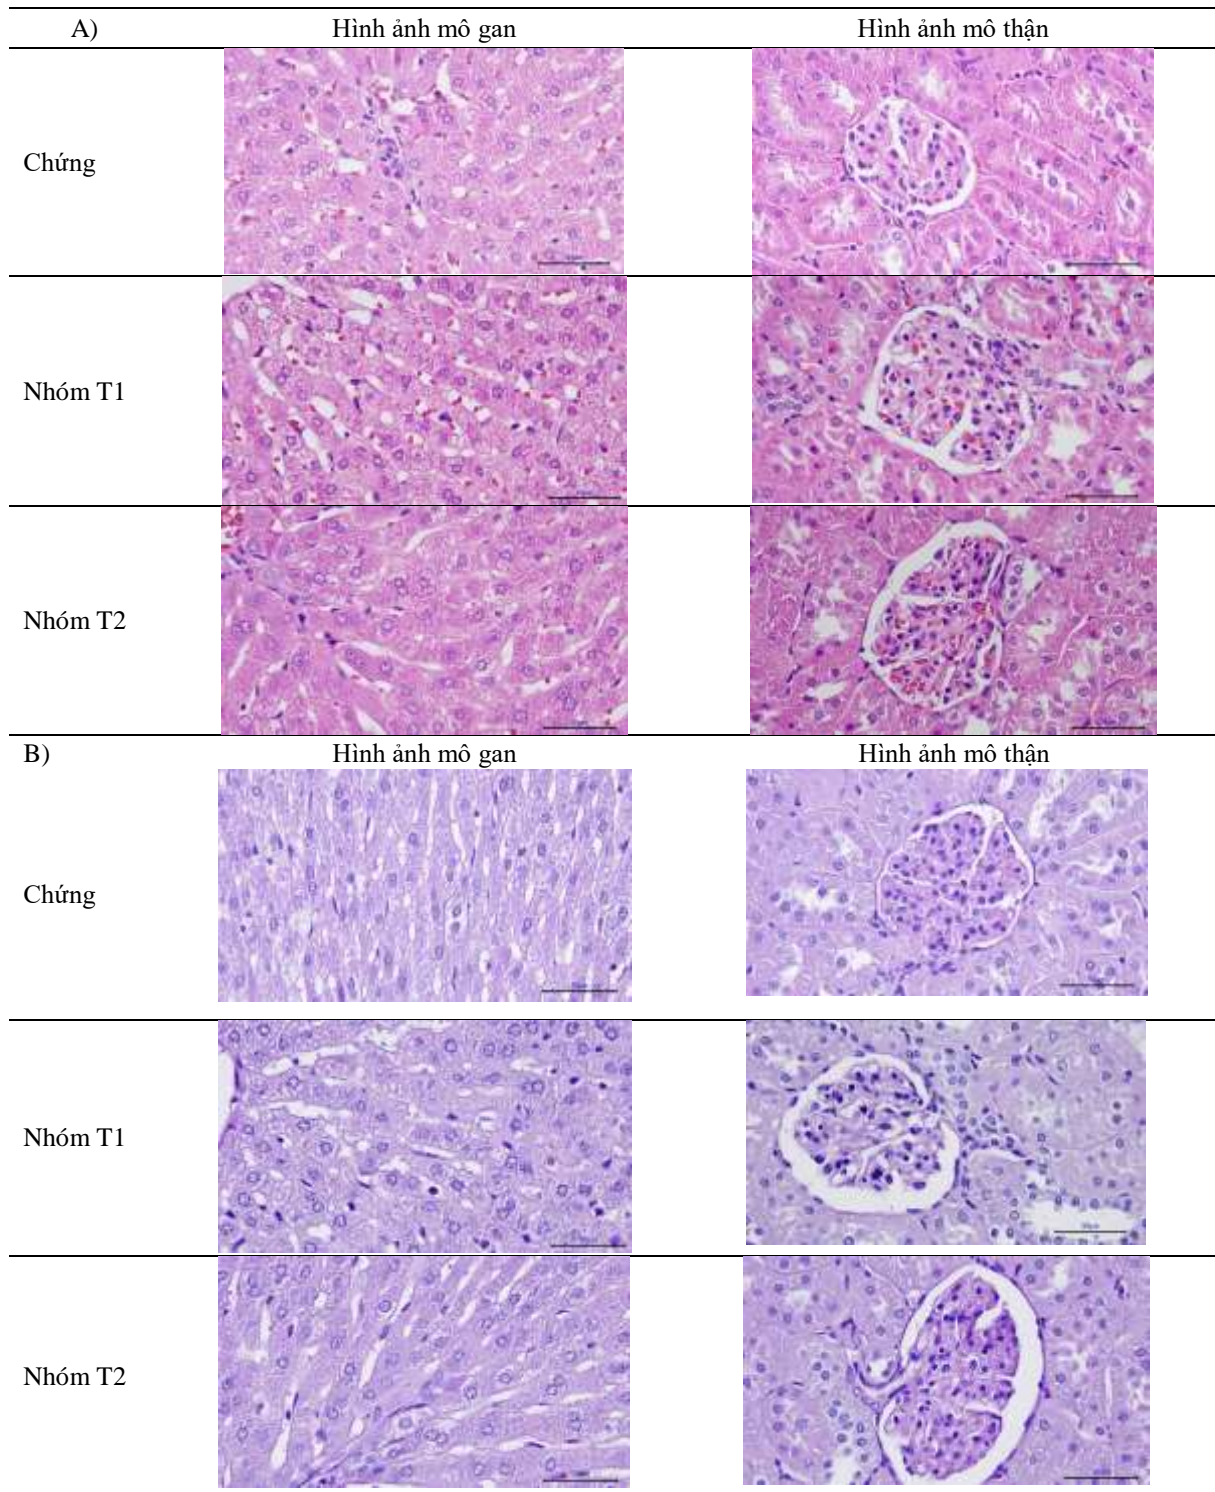 A) Hình ảnh mô gan Hình ảnh mô thận
Chứng
Nhóm T1
Nhóm T2
B) Hình ảnh mô gan Hình ảnh mô thận
Chứng
Nhóm T1
Nhóm T2